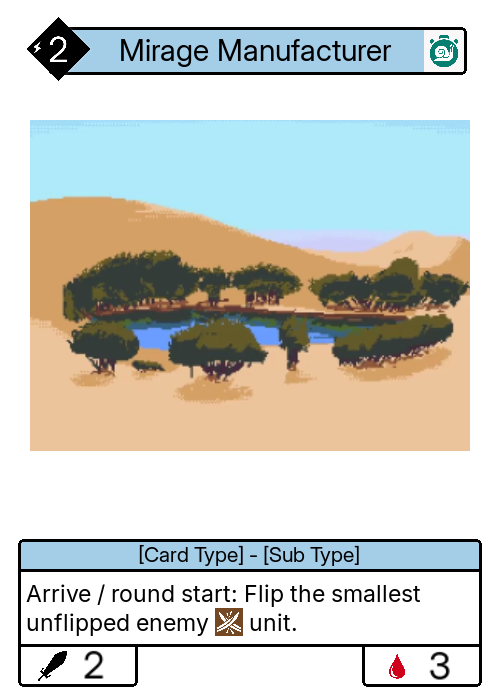 2
Mirage Manufacturer
[Card Type] - [Sub Type]
Arrive / round start: Flip the smallest
unflipped enemy unit.
2
3